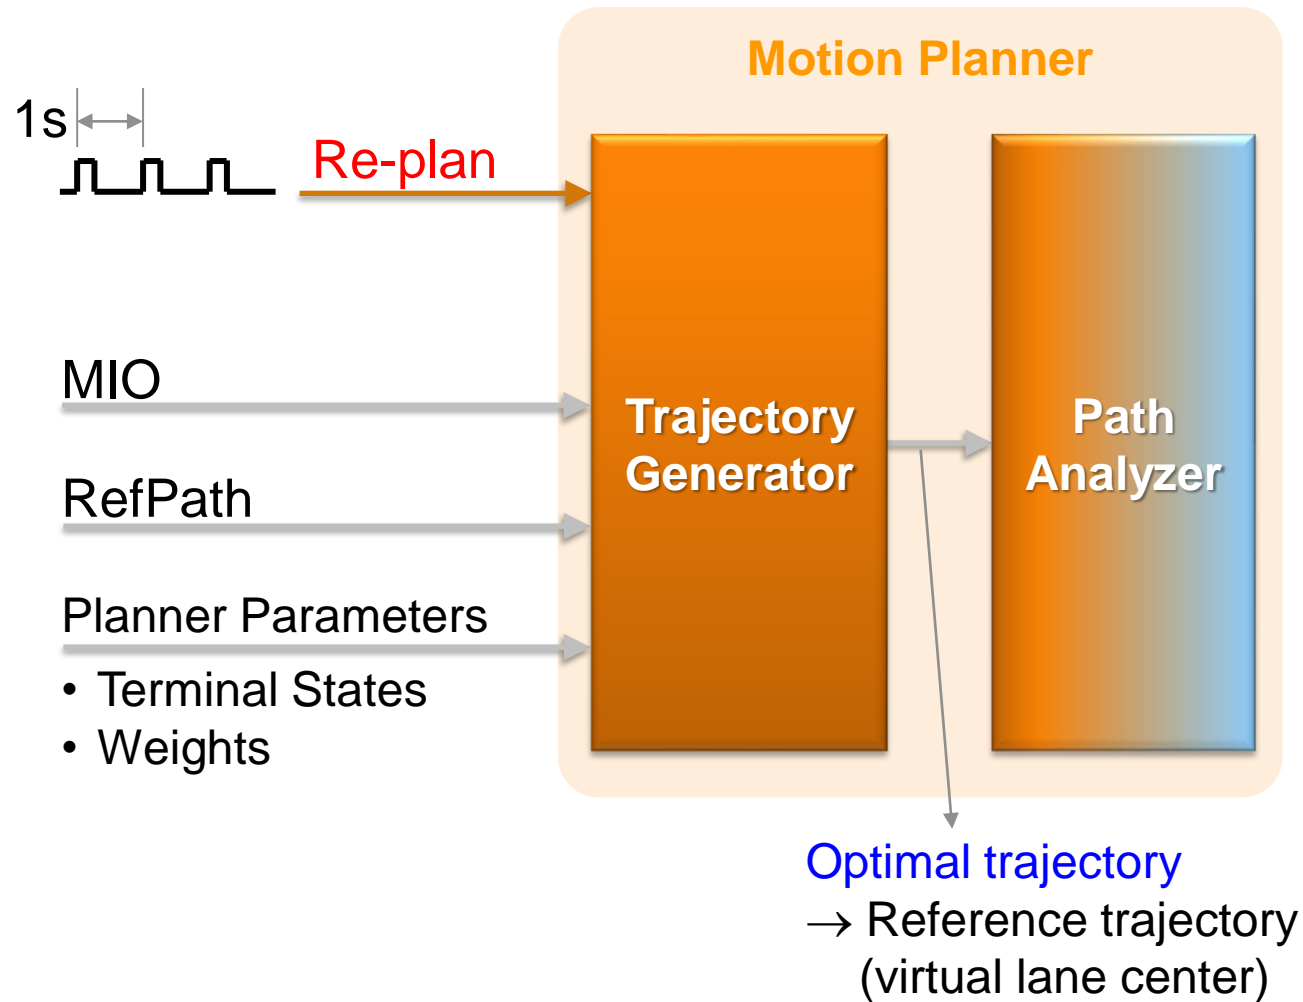 Motion Planner
1s
Re-plan
MIO
RefPath
Planner Parameters
• Terminal States
• Weights
Trajectory
Generator
Path
Analyzer
Optimal trajectory
→ Reference trajectory
(virtual lane center)